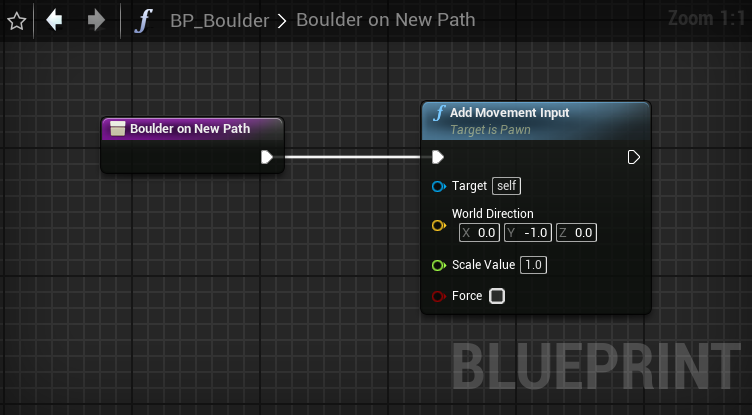 BP_Boulder > Boulder on New Path
Zoom 1:1
Boulder on New Path
f Add Movement Input
Target is Pawn
Target self
World Direction
X 0.0 Y -1.0 Z 0.0
Scale Value 1.0
Force
BLUEPRINT